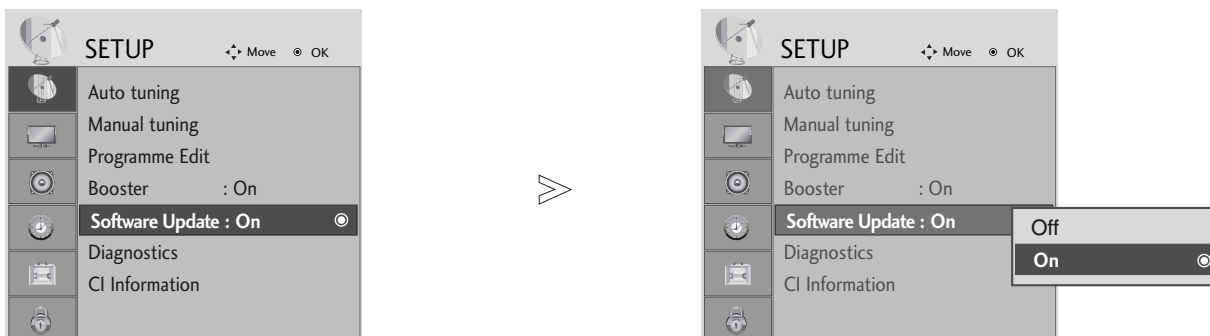 SETUP Move OK
Auto tuning
Manual tuning
Programme Edit
Booster : On
Software Update : On
Diagnostics
CI Information
SETUP Move OK
Auto tuning
Manual tuning
Programme Edit
Booster : On
Software Update : On
Diagnostics
CI Information
Off
On